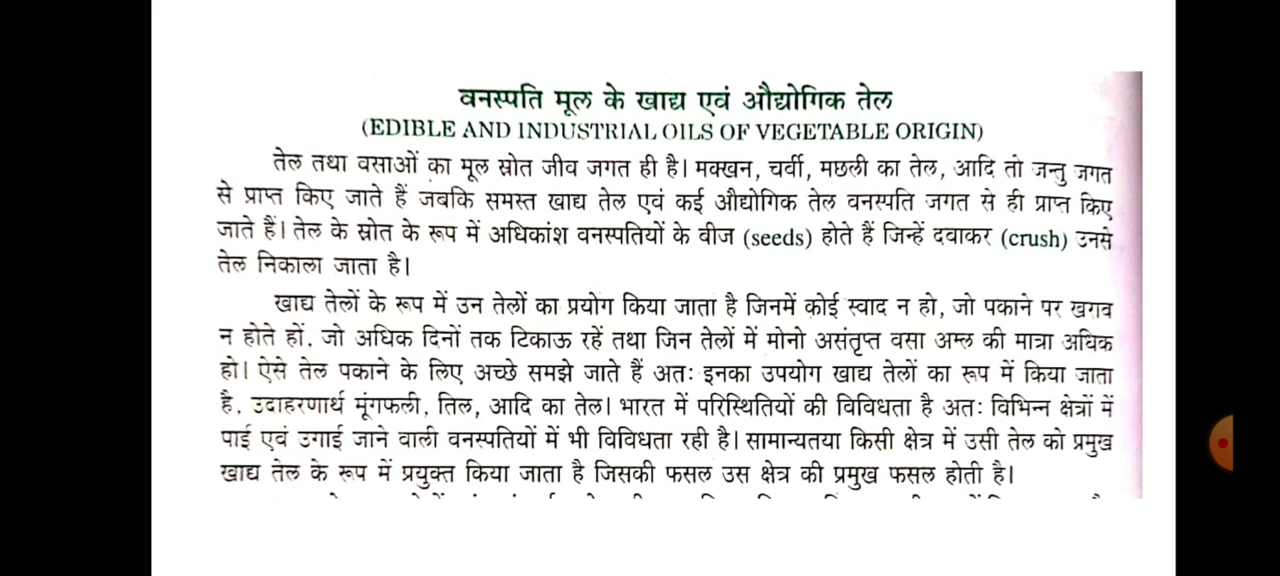 वनस्पति मूल के खाद्य एवं औद्योगिक तेल
(EDIBLE AND INDUSTRIAL OILS OF VEGETABLE ORIGIN)
तेल तथा वसाओं का मूल स्रोत जीव जगत ही है। मक्खन, चर्वी, मछली का तेल, आदि तो जन्तु जगत
से प्राप्त किए जाते हैं जबकि समस्त खाद्य तेल एवं कई औद्योगिक तेल वनस्पति जगत से ही प्राप्त किए
जाते हैं। तेल के स्रोत के रूप में अधिकांश वनस्पतियों के बीज (seeds) होते हैं जिन्हें दवाकर (crush) उनसे
तेल निकाला जाता है।
खाद्य तेलों के रूप में उन तेलों का प्रयोग किया जाता है जिनमें कोई स्वाद न हो, जो पकाने पर खराव
न होते हों, जो अधिक दिनों तक टिकाऊ रहें तथा जिन तेलों में मोनो असंतृप्त वसा अम्ल की मात्रा अधिक
हो। ऐसे तेल पकाने के लिए अच्छे समझे जाते हैं अतः इनका उपयोग खाद्य तेलों का रूप में किया जाता
है, उदाहरणार्थ मूंगफली, तिल, आदि का तेल। भारत में परिस्थितियों की विविधता है अतः विभिन्न क्षेत्रों में
पाई एवं उगाई जाने वाली वनस्पतियों में भी विविधता रही है। सामान्यतया किसी क्षेत्र में उसी तेल को प्रमुख
खाद्य तेल के रूप में प्रयुक्त किया जाता है जिसकी फसल उस क्षेत्र की प्रमुख फसल होती है।